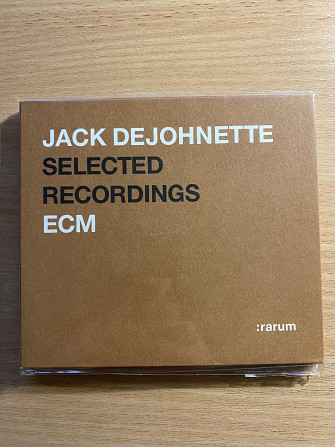 JACK DEJOHNETTE
SELECTED
RECORDINGS
ECM
:rarum